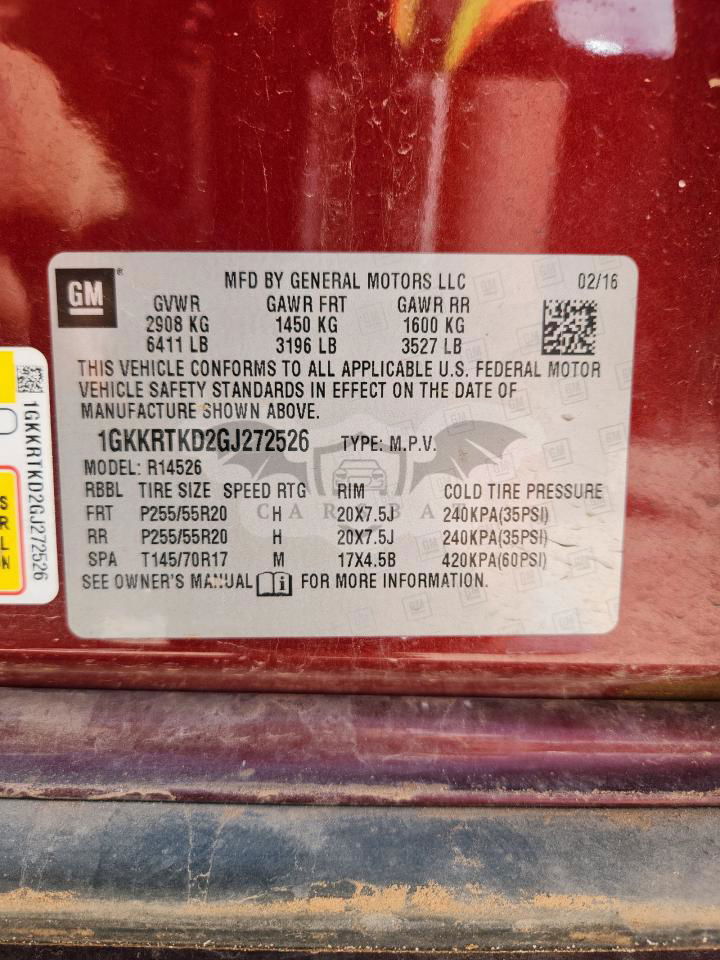 GM
MFD BY GENERAL MOTORS LLC 02/16
GVWR GAWR FRT GAWR RR
2908 KG 1450 KG 1600 KG
6411 LB 3196 LB 3527 LB
THIS VEHICLE CONFORMS TO ALL APPLICABLE U.S. FEDERAL MOTOR
VEHICLE SAFETY STANDARDS IN EFFECT ON THE DATE OF
MANUFACTURE SHOWN ABOVE.
1GKKRTKD2GJ272526 TYPE: M.P.V.
MODEL: R14526
RBBL TIRE SIZE SPEED RTG RIM COLD TIRE PRESSURE
FRT P255/55R20 H 20X7.5J 240KPA(35PSI)
RR P255/55R20 H 20X7.5J 240KPA(35PSI)
SPA T145/70R17 M 17X4.5B 420KPA(60PSI)
SEE OWNER'S MANUAL FOR MORE INFORMATION.
1GKKRTKD2GJ272526